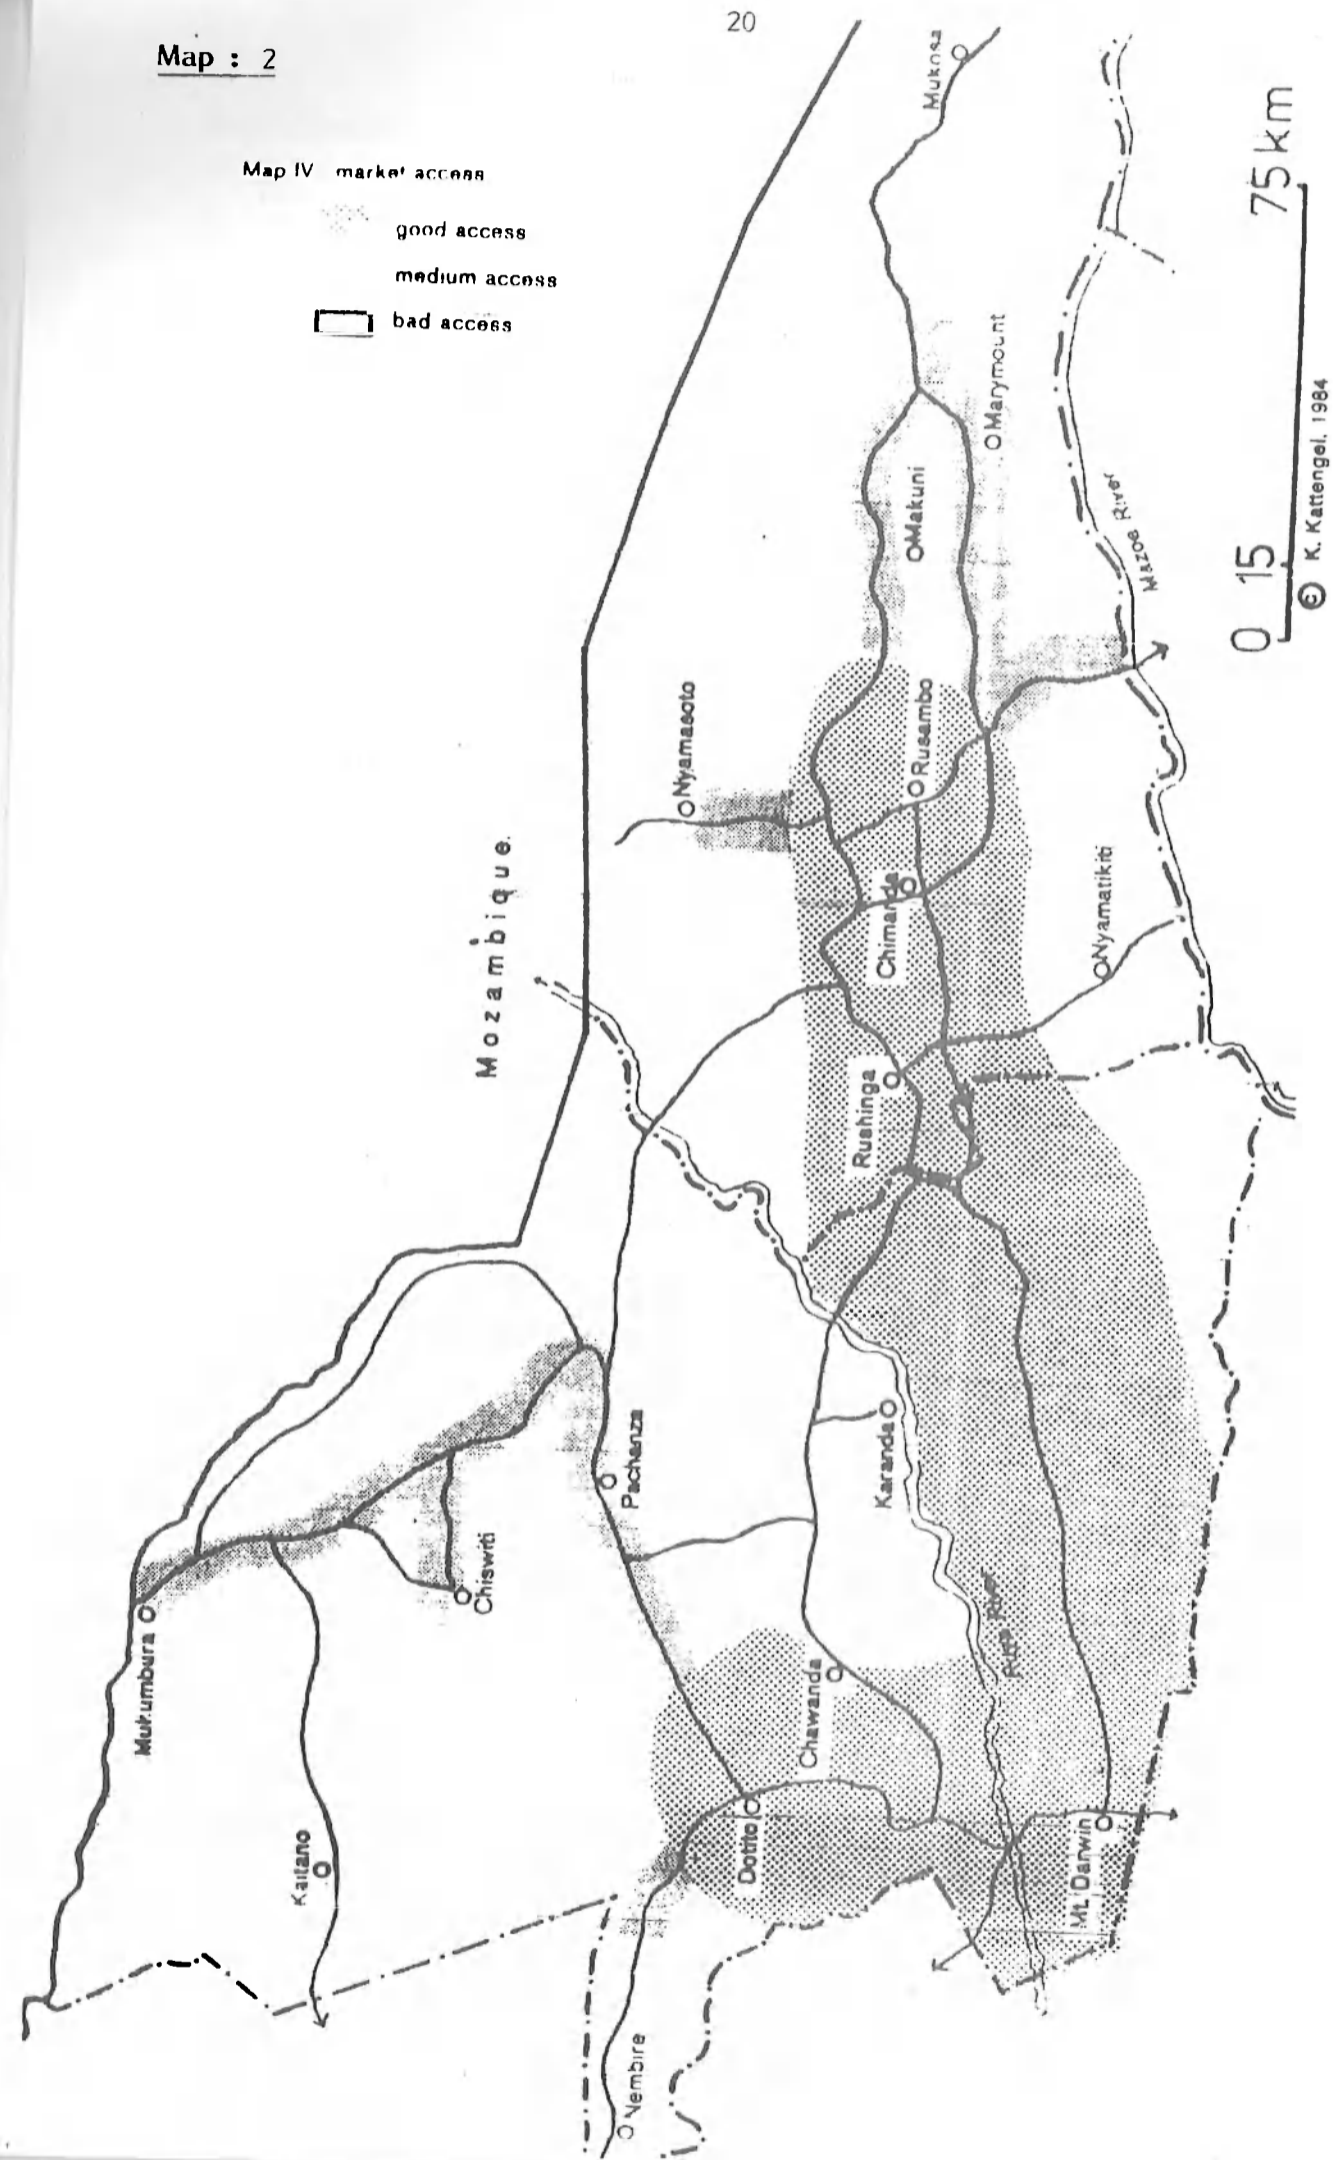 20
Map : 2
Map IV market access
good access
medium access
bad access
Mozambique
Mukosa
Marymount
Makuni
Mazoe River
Nyamasoto
Rusambo
Chimanda
Nyamatikiti
Rushinga
Pachanza
Karanda
Chiswiti
Mukumbura
Chawanda
Kaitano
Dotito
Mt. Darwin
Nembire
0 15 75 km
© K. Kattengel, 1984